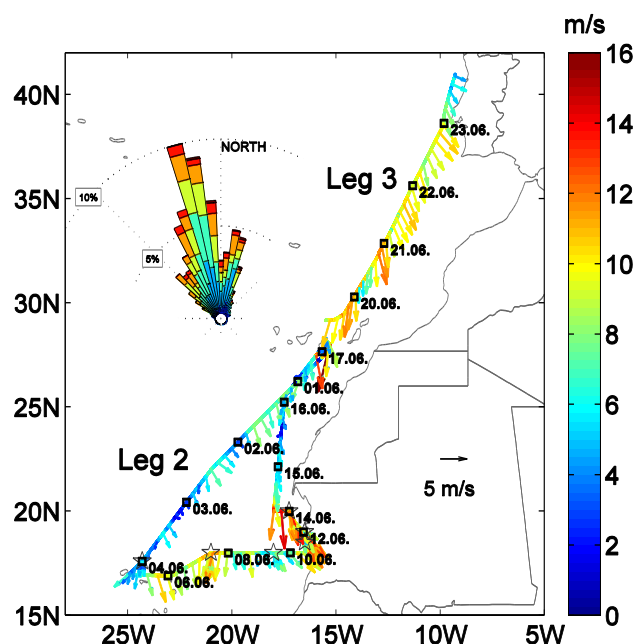 m/s
40N
35N
30N
25N
20N
15N
25W
20W
15W
10W
5W
NORTH
10%
5%
Leg 3
23.06.
22.06.
21.06.
20.06.
17.06.
01.06.
16.06.
Leg 2
02.06.
15.06.
03.06.
5 m/s
14.06.
12.06.
04.06.
08.06
10.06.
06.06.
16
14
12
10
8
6
4
2
0